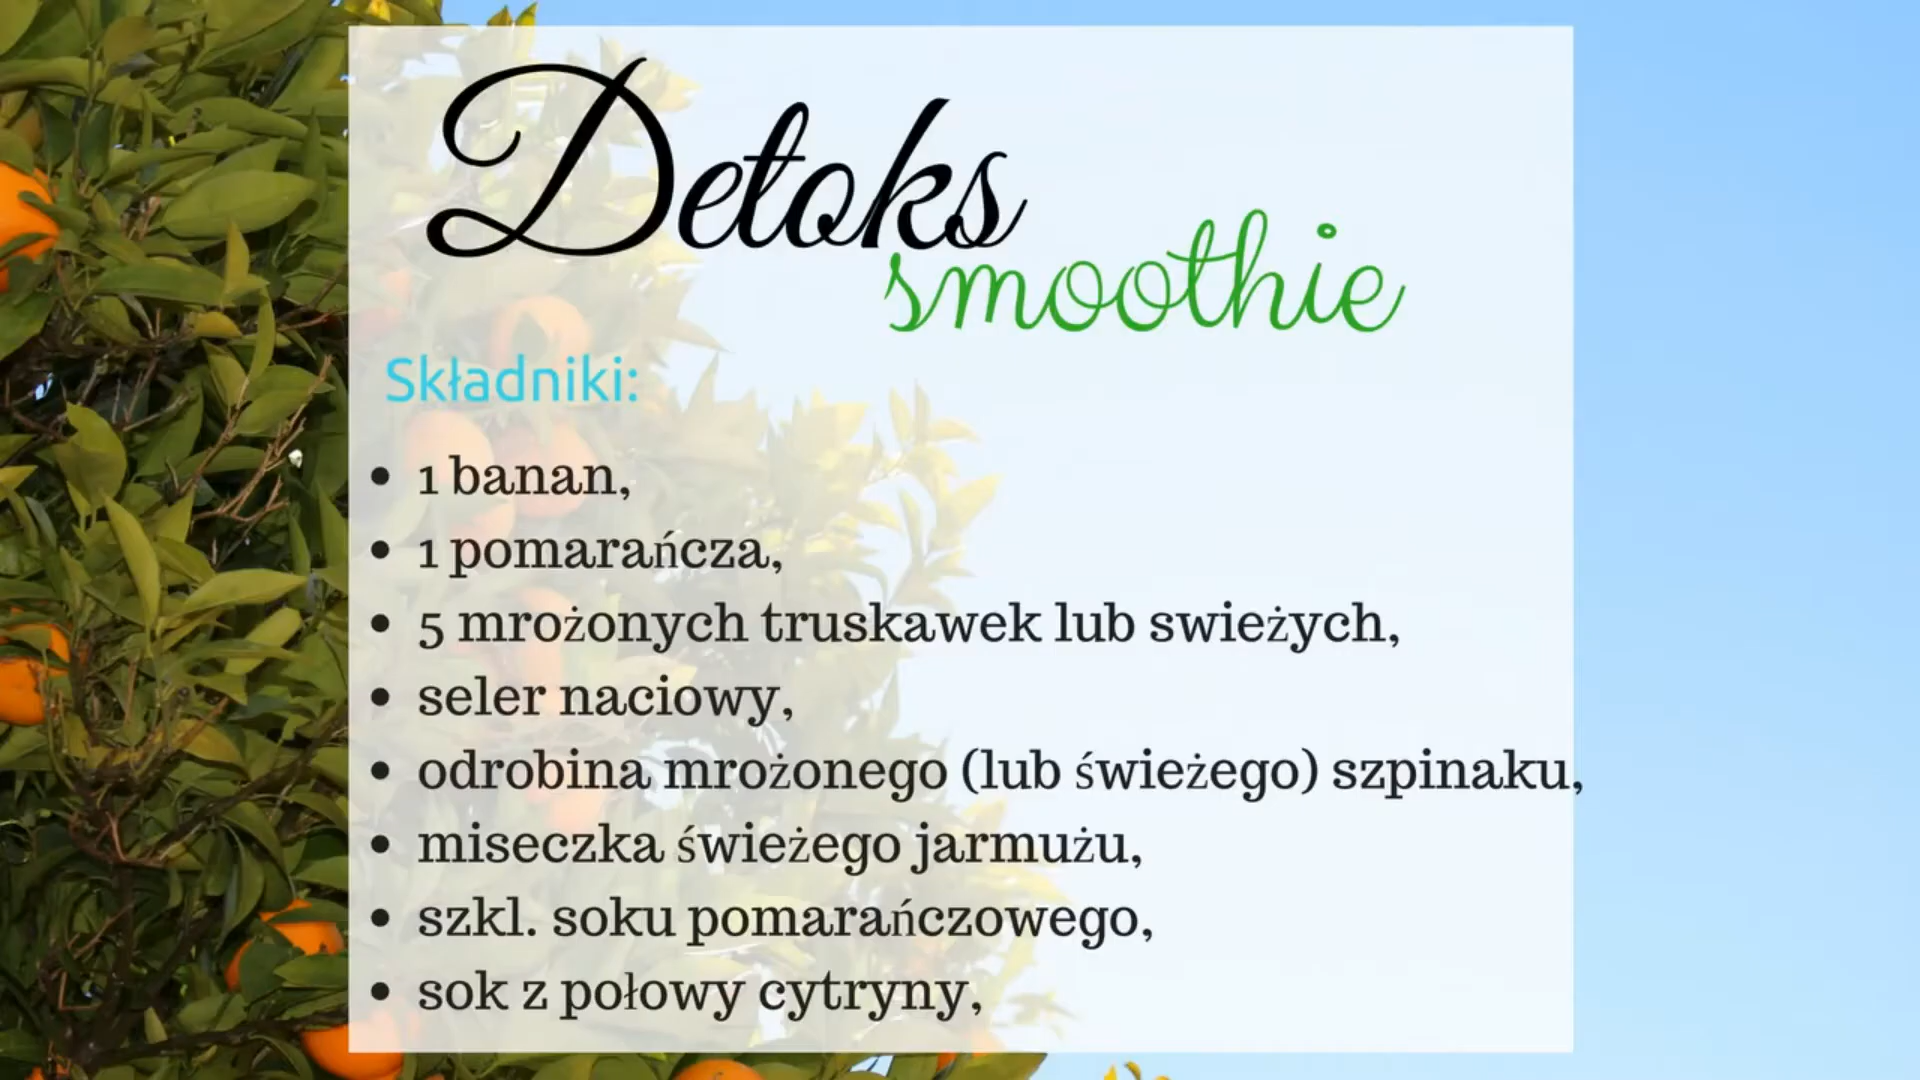 Detoks
smoothie
Składniki:
• 1 banan,
• 1 pomarańcza,
• 5 mrożonych truskawek lub swieżych,
• seler naciowy,
• odrobina mrożonego (lub świeżego) szpinaku,
• miseczka świeżego jarmużu,
• szkl. soku pomarańczowego,
• sok z połowy cytryny,